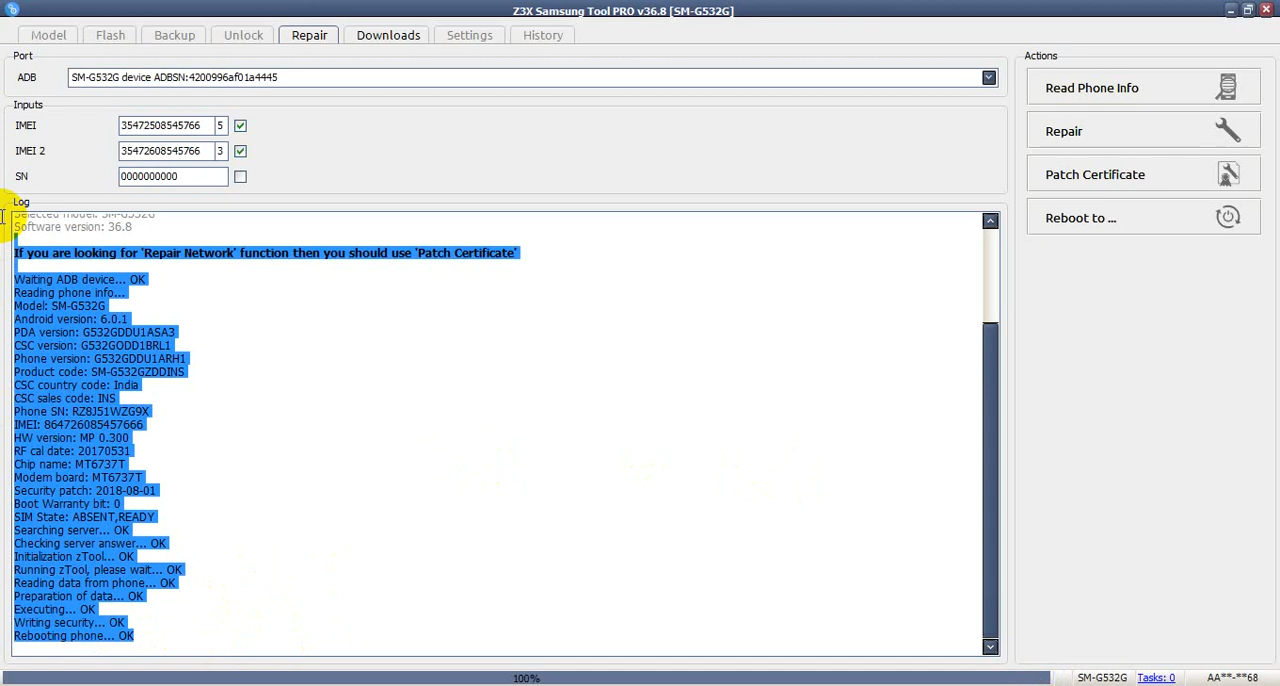 Z3X Samsung Tool PRO v36.8 [SM-G532G]
Model Flash Backup Unlock Repair Downloads Settings History
Port
ADB SM-G532G device ADBSN:4200996af01a4445
Inputs
IMEI 35472508545766 5
IMEI 2 35472608545766 3
SN 0000000000
Log
Selected model: SM-G532G
Software version: 36.8
If you are looking for 'Repair Network' function then you should use 'Patch Certificate'
Waiting ADB device... OK
Reading phone info...
Model: SM-G532G
Android version: 6.0.1
PDA version: G532GDDU1ASA3
CSC version: G532GODD1BRL1
Phone version: G532GDDU1ARH1
Product code: SM-G532GZDDINS
CSC country code: India
CSC sales code: INS
Phone SN: RZ8J51WZG9X
IMEI: 864726085457666
HW version: MP 0.300
RF cal date: 20170531
Chip name: MT6737T
Modem board: MT6737T
Security patch: 2018-08-01
Boot Warranty bit: 0
SIM State: ABSENT,READY
Searching server... OK
Checking server answer... OK
Initialization zTool... OK
Running zTool, please wait... OK
Reading data from phone... OK
Preparation of data... OK
Executing... OK
Writing security... OK
Rebooting phone... OK
Actions
Read Phone Info
Repair
Patch Certificate
Reboot to ...
100%
SM-G532G Tasks: 0 AA**-**68